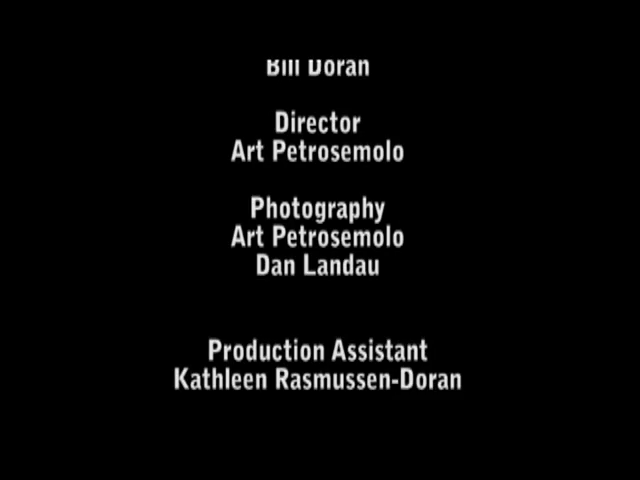 Bill Doran
Director
Art Petrosemolo
Photography
Art Petrosemolo
Dan Landau
Production Assistant
Kathleen Rasmussen-Doran